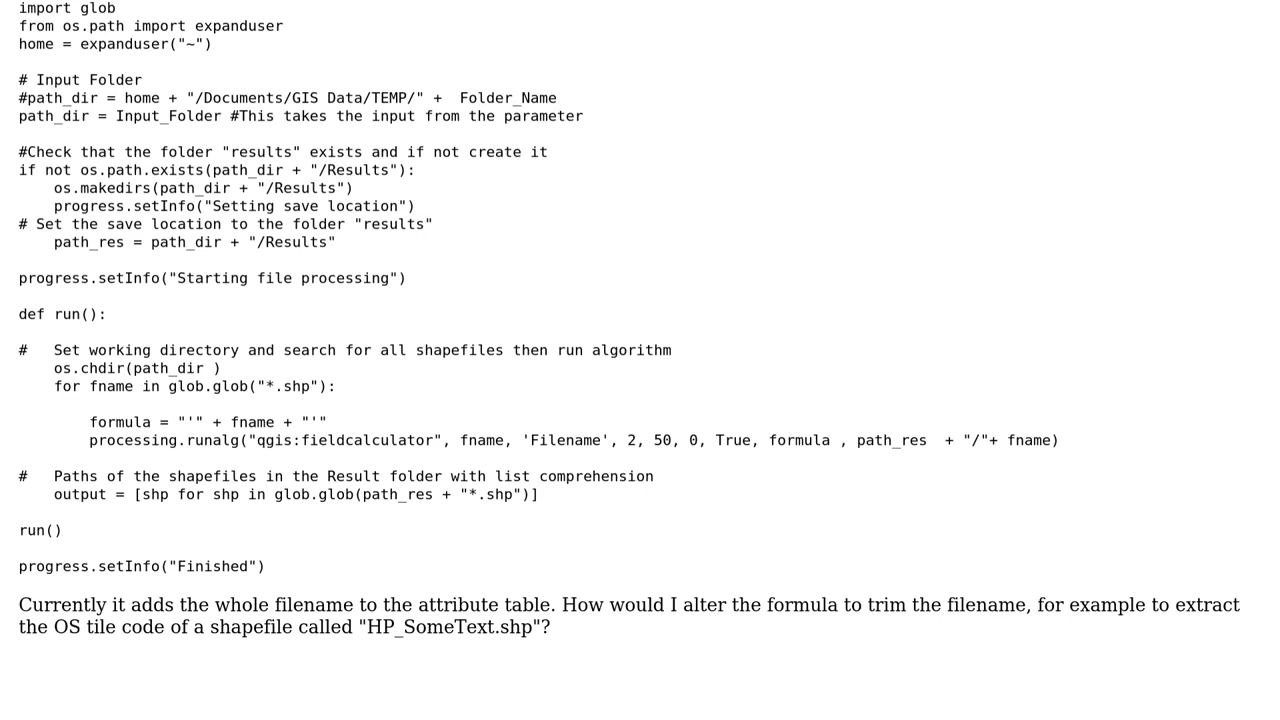 import glob
from os.path import expanduser
home = expanduser("~")
# Input Folder
#path_dir = home + "/Documents/GIS Data/TEMP/" +  Folder_Name
path_dir = Input_Folder #This takes the input from the parameter
#Check that the folder "results" exists and if not create it
if not os.path.exists(path_dir + "/Results"):
    os.makedirs(path_dir + "/Results")
    progress.setInfo("Setting save location")
# Set the save location to the folder "results"
    path_res = path_dir + "/Results"
progress.setInfo("Starting file processing")
def run():
#   Set working directory and search for all shapefiles then run algorithm
    os.chdir(path_dir )
    for fname in glob.glob("*.shp"):
        formula = "'" + fname + "'"
        processing.runalg("qgis:fieldcalculator", fname, 'Filename', 2, 50, 0, True, formula , path_res  + "/"+ fname)
#   Paths of the shapefiles in the Result folder with list comprehension
    output = [shp for shp in glob.glob(path_res + "*.shp")]
run()
progress.setInfo("Finished")
Currently it adds the whole filename to the attribute table. How would I alter the formula to trim the filename, for example to extract
the OS tile code of a shapefile called "HP_SomeText.shp"?